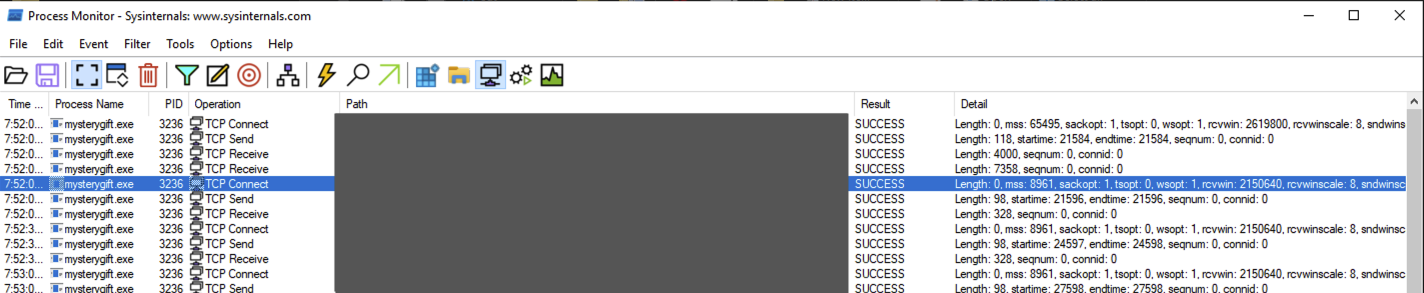 Process Monitor - Sysinternals: www.sysinternals.com
File Edit Event Filter Tools Options Help
Time ... Process Name PID Operation Path Result Detail
7:52:0... mysterygift.exe 3236 TCP Connect SUCCESS Length: 0, mss: 65495, sackopt: 1, tsopt: 0, wsopt: 1, rcvwin: 2619800, rcvwinscale: 8, sndwins
7:52:0... mysterygift.exe 3236 TCP Send SUCCESS Length: 118, startime: 21584, endtime: 21584, seqnum: 0, connid: 0
7:52:0... mysterygift.exe 3236 TCP Receive SUCCESS Length: 4000, seqnum: 0, connid: 0
7:52:0... mysterygift.exe 3236 TCP Receive SUCCESS Length: 7358, seqnum: 0, connid: 0
7:52:0... mysterygift.exe 3236 TCP Connect SUCCESS Length: 0, mss: 8961, sackopt: 1, tsopt: 0, wsopt: 1, rcvwin: 2150640, rcvwinscale: 8, sndwinsc
7:52:0... mysterygift.exe 3236 TCP Send SUCCESS Length: 98, startime: 21596, endtime: 21596, seqnum: 0, connid: 0
7:52:0... mysterygift.exe 3236 TCP Receive SUCCESS Length: 328, seqnum: 0, connid: 0
7:52:3... mysterygift.exe 3236 TCP Connect SUCCESS Length: 0, mss: 8961, sackopt: 1, tsopt: 0, wsopt: 1, rcvwin: 2150640, rcvwinscale: 8, sndwinsc
7:52:3... mysterygift.exe 3236 TCP Send SUCCESS Length: 98, startime: 24597, endtime: 24598, seqnum: 0, connid: 0
7:52:3... mysterygift.exe 3236 TCP Receive SUCCESS Length: 328, seqnum: 0, connid: 0
7:53:0... mysterygift.exe 3236 TCP Connect SUCCESS Length: 0, mss: 8961, sackopt: 1, tsopt: 0, wsopt: 1, rcvwin: 2150640, rcvwinscale: 8, sndwinsc
7:53:0... mysterygift.exe 3236 TCP Send SUCCESS Length: 98, startime: 27598, endtime: 27598, seqnum: 0, connid: 0